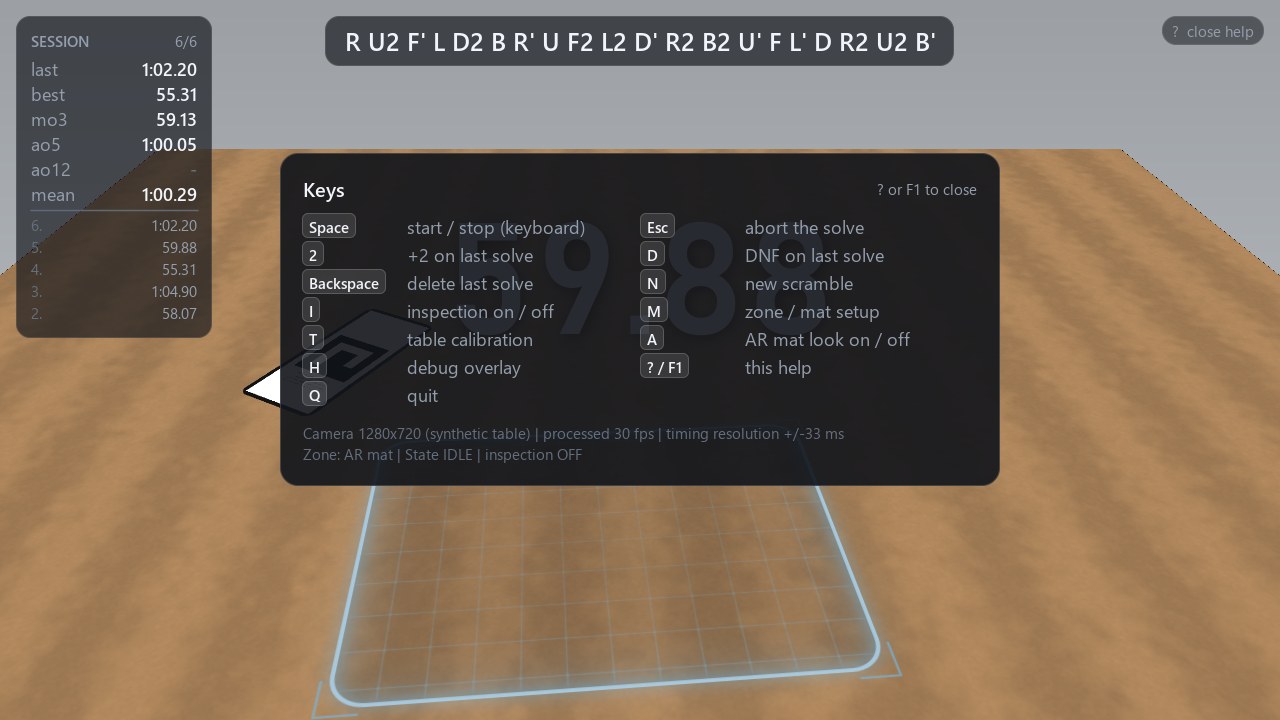 R U2 F' L D2 B R' U F2 L2 D' R2 B2 U' F L' D R2 U2 B'
? close help
SESSION 6/6
last 1:02.20
best 55.31
mo3 59.13
ao5 1:00.05
ao12 -
mean 1:00.29
6. 1:02.20
5. 59.88
4. 55.31
3. 1:04.90
2. 58.07
59.88
Keys ? or F1 to close
Space start / stop (keyboard) Esc abort the solve
2 +2 on last solve D DNF on last solve
Backspace delete last solve N new scramble
I inspection on / off M zone / mat setup
T table calibration A AR mat look on / off
H debug overlay ? / F1 this help
Q quit
Camera 1280x720 (synthetic table) | processed 30 fps | timing resolution +/-33 ms
Zone: AR mat | State IDLE | inspection OFF